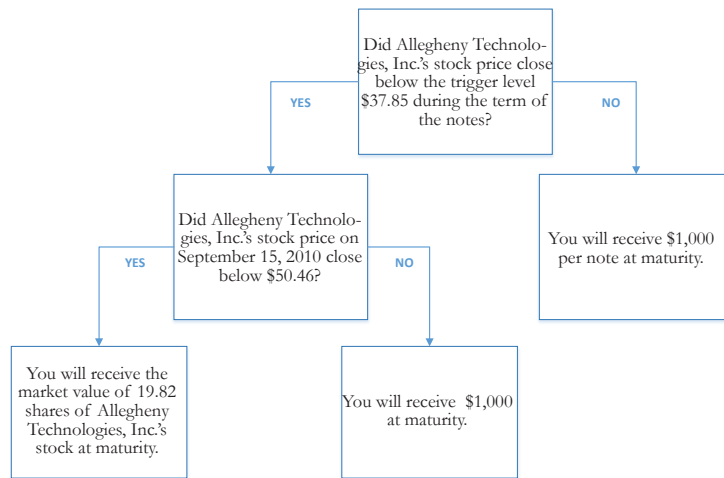 Did Allegheny Technolo-
gies, Inc.'s stock price close
below the trigger level
$37.85 during the term of
the notes?
YES
NO
Did Allegheny Technolo-
gies, Inc.'s stock price on
September 15, 2010 close
below $50.46?
You will receive $1,000
per note at maturity.
YES
NO
You will receive the
market value of 19.82
shares of Allegheny
Technologies, Inc.'s
stock at maturity.
You will receive $1,000
at maturity.